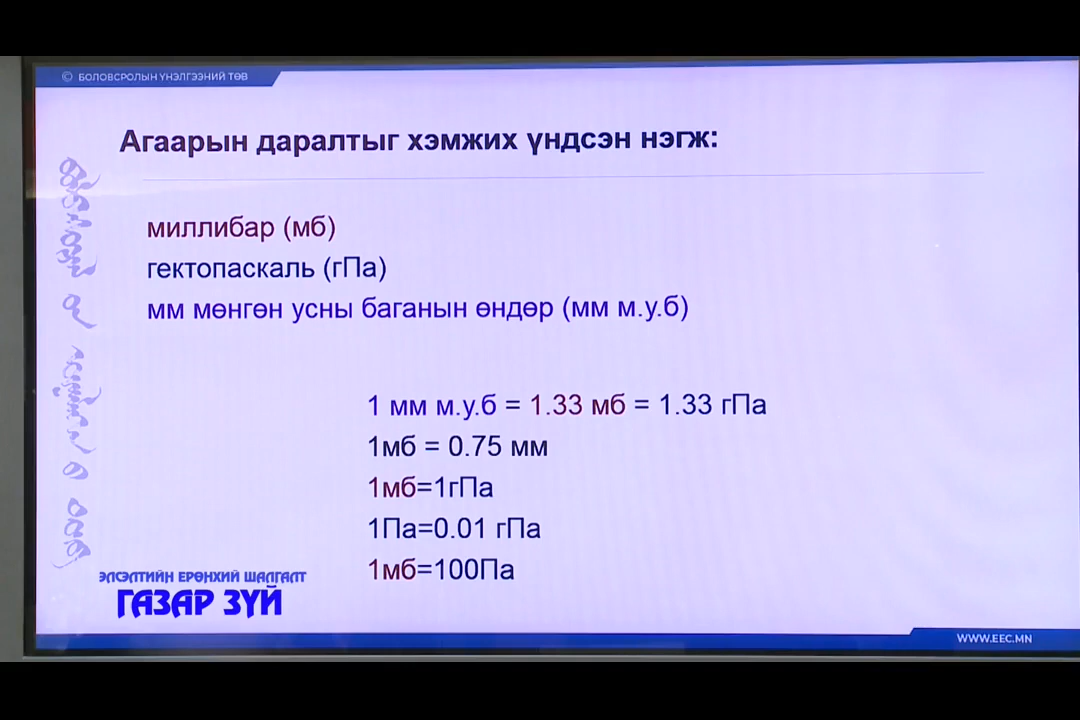 © БОЛОВСРОЛЫН ҮНЭЛГЭЭНИЙ ТӨВ
Агаарын даралтыг хэмжих үндсэн нэгж:
миллибар (мб)
гектопаскаль (гПа)
мм мөнгөн усны баганын өндөр (мм м.у.б)
1 мм м.у.б = 1.33 мб = 1.33 гПа
1мб = 0.75 мм
1мб=1гПа
1Па=0.01 гПа
1мб=100Па
ЭЛСЭЛТИЙН ЕРӨНХИЙ ШАЛГАЛТ
ГАЗАР ЗҮЙ
WWW.EEC.MN